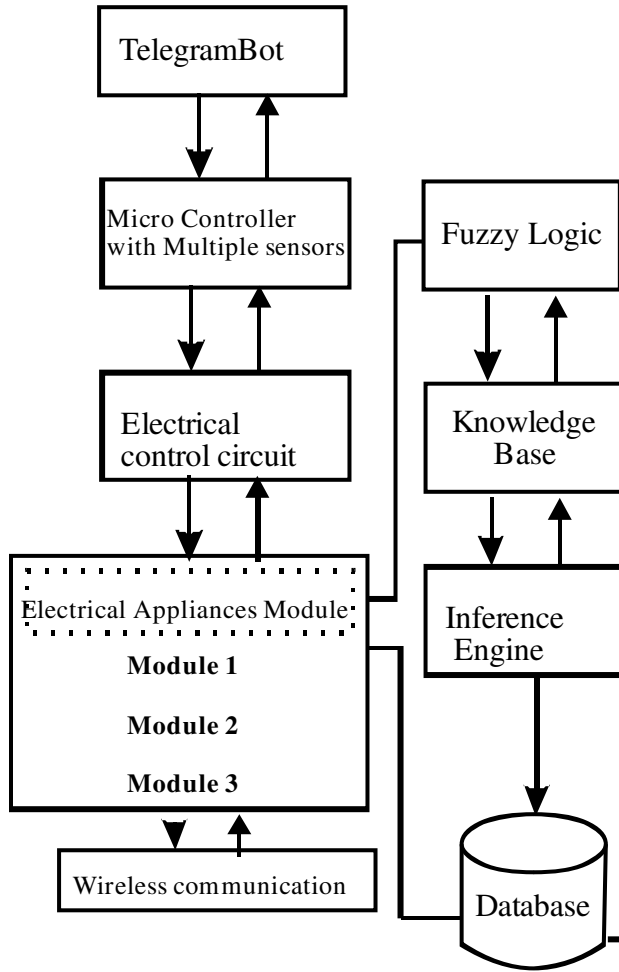 TelegramBot
Micro Controller
with Multiple sensors
Electrical
control circuit
Electrical Appliances Module
Module 1
Module 2
Module 3
Wireless communication
Fuzzy Logic
Knowledge
Base
Inference
Engine
Database